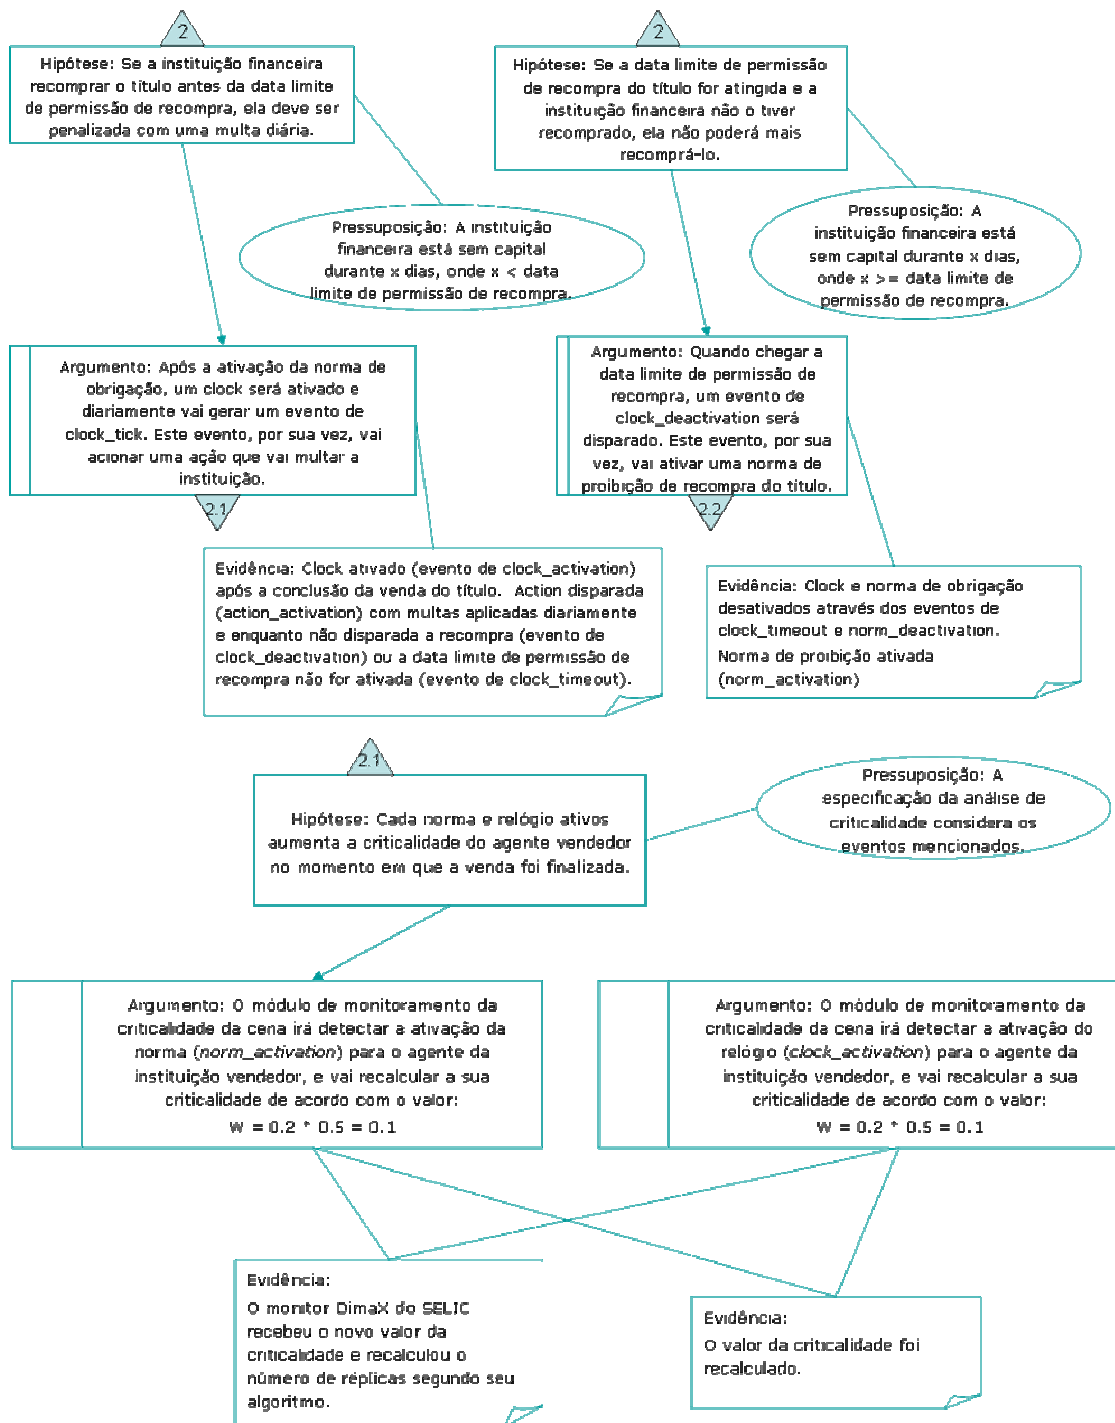 2
Hipótese: Se a instituição financeira
recomprar o título antes da data limite
de permissão de recompra, ela deve ser
penalizada com uma multa diária.
2
Hipótese: Se a data limite de permissão
de recompra do título for atingida e a
instituição financeira não o tiver
recomprado, ela não poderá mais
recomprá-lo.
Pressuposição: A instituição
financeira está sem capital
durante x dias, onde x < data
limite de permissão de recompra.
Pressuposição: A
instituição financeira está
sem capital durante x dias,
onde x >= data limite de
permissão de recompra.
Argumento: Após a ativação da norma de
obrigação, um clock será ativado e
diariamente vai gerar um evento de
clock_tick. Este evento, por sua vez, vai
acionar uma ação que vai multar a
instituição.
2.1
Argumento: Quando chegar a
data limite de permissão de
recompra, um evento de
clock_deactivation será
disparado. Este evento, por sua
vez, vai ativar uma norma de
proibição de recompra do título.
2.2
Evidência: Clock ativado (evento de clock_activation)
após a conclusão da venda do título.  Action disparada
(action_activation) com multas aplicadas diariamente
e enquanto não disparada a recompra (evento de
clock_deactivation) ou a data limite de permissão de
recompra não for ativada (evento de clock_timeout).
Evidência: Clock e norma de obrigação
desativados através dos eventos de
clock_timeout e norm_deactivation.
Norma de proibição ativada
(norm_activation)
2.1
Hipótese: Cada norma e relógio ativos
aumenta a criticalidade do agente vendedor
no momento em que a venda foi finalizada.
Pressuposição: A
especificação da análise de
criticalidade considera os
eventos mencionados.
Argumento: O módulo de monitoramento da
criticalidade da cena irá detectar a ativação da
norma (norm_activation) para o agente da
instituição vendedor, e vai recalcular a sua
criticalidade de acordo com o valor:
W = 0.2 * 0.5 = 0.1
Argumento: O módulo de monitoramento da
criticalidade da cena irá detectar a ativação do
relógio (clock_activation) para o agente da
instituição vendedor, e vai recalcular a sua
criticalidade de acordo com o valor:
W = 0.2 * 0.5 = 0.1
Evidência:
O monitor DimaX do SELIC
recebeu o novo valor da
criticalidade e recalculou o
número de réplicas segundo seu
algoritmo.
Evidência:
O valor da criticalidade foi
recalculado.